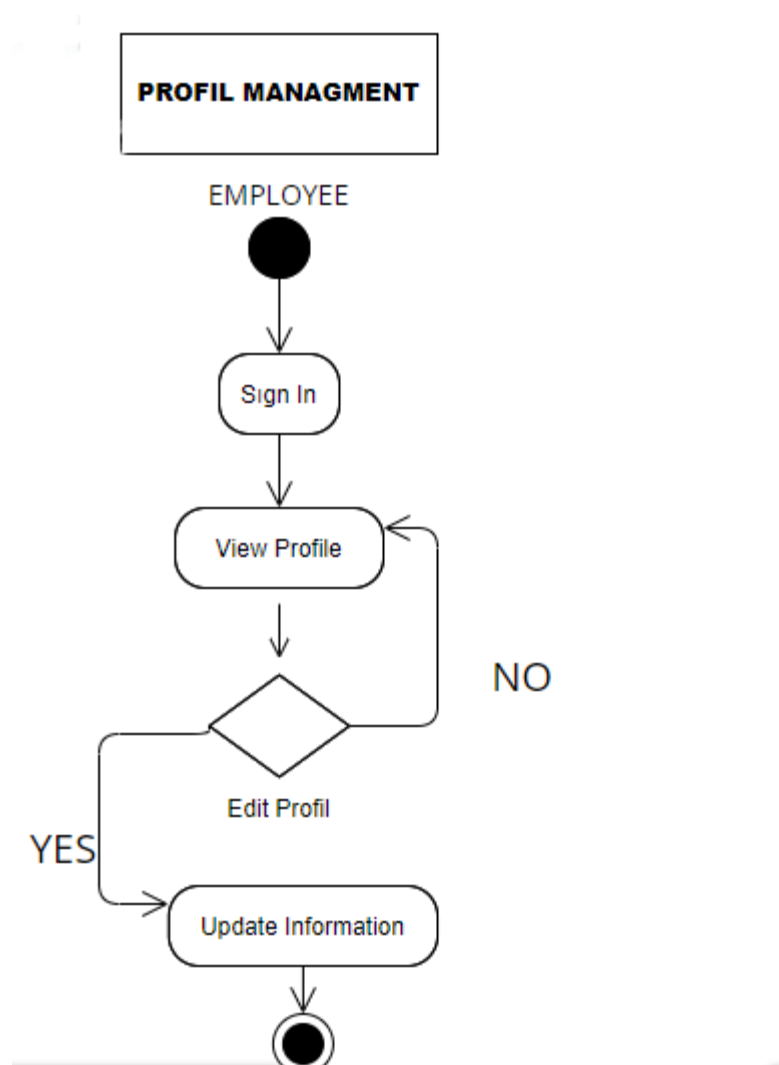 PROFIL MANAGMENT
EMPLOYEE
Sign In
View Profile
NO
Edit Profil
YES
Update Information